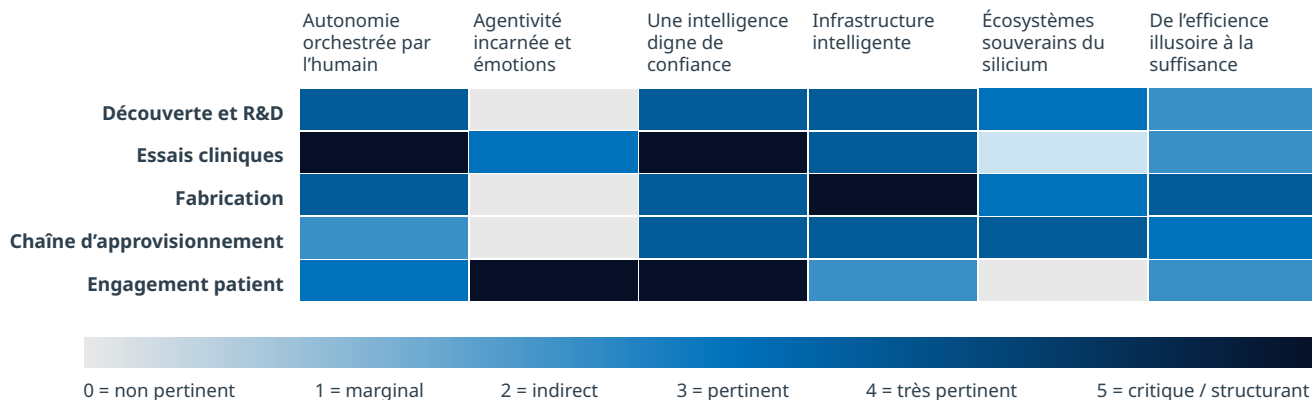 Autonomie
orchestrée par
l’humain
Agentivité
incarnée et
émotions
Une intelligence
digne de
confiance
Infrastructure
intelligente
Écosystèmes
souverains du
silicium
De l’efficience
illusoire à la
suffisance
Découverte et R&D
Essais cliniques
Fabrication
Chaîne d’approvisionnement
Engagement patient
0 = non pertinent
1 = marginal
2 = indirect
3 = pertinent
4 = très pertinent
5 = critique / structurant